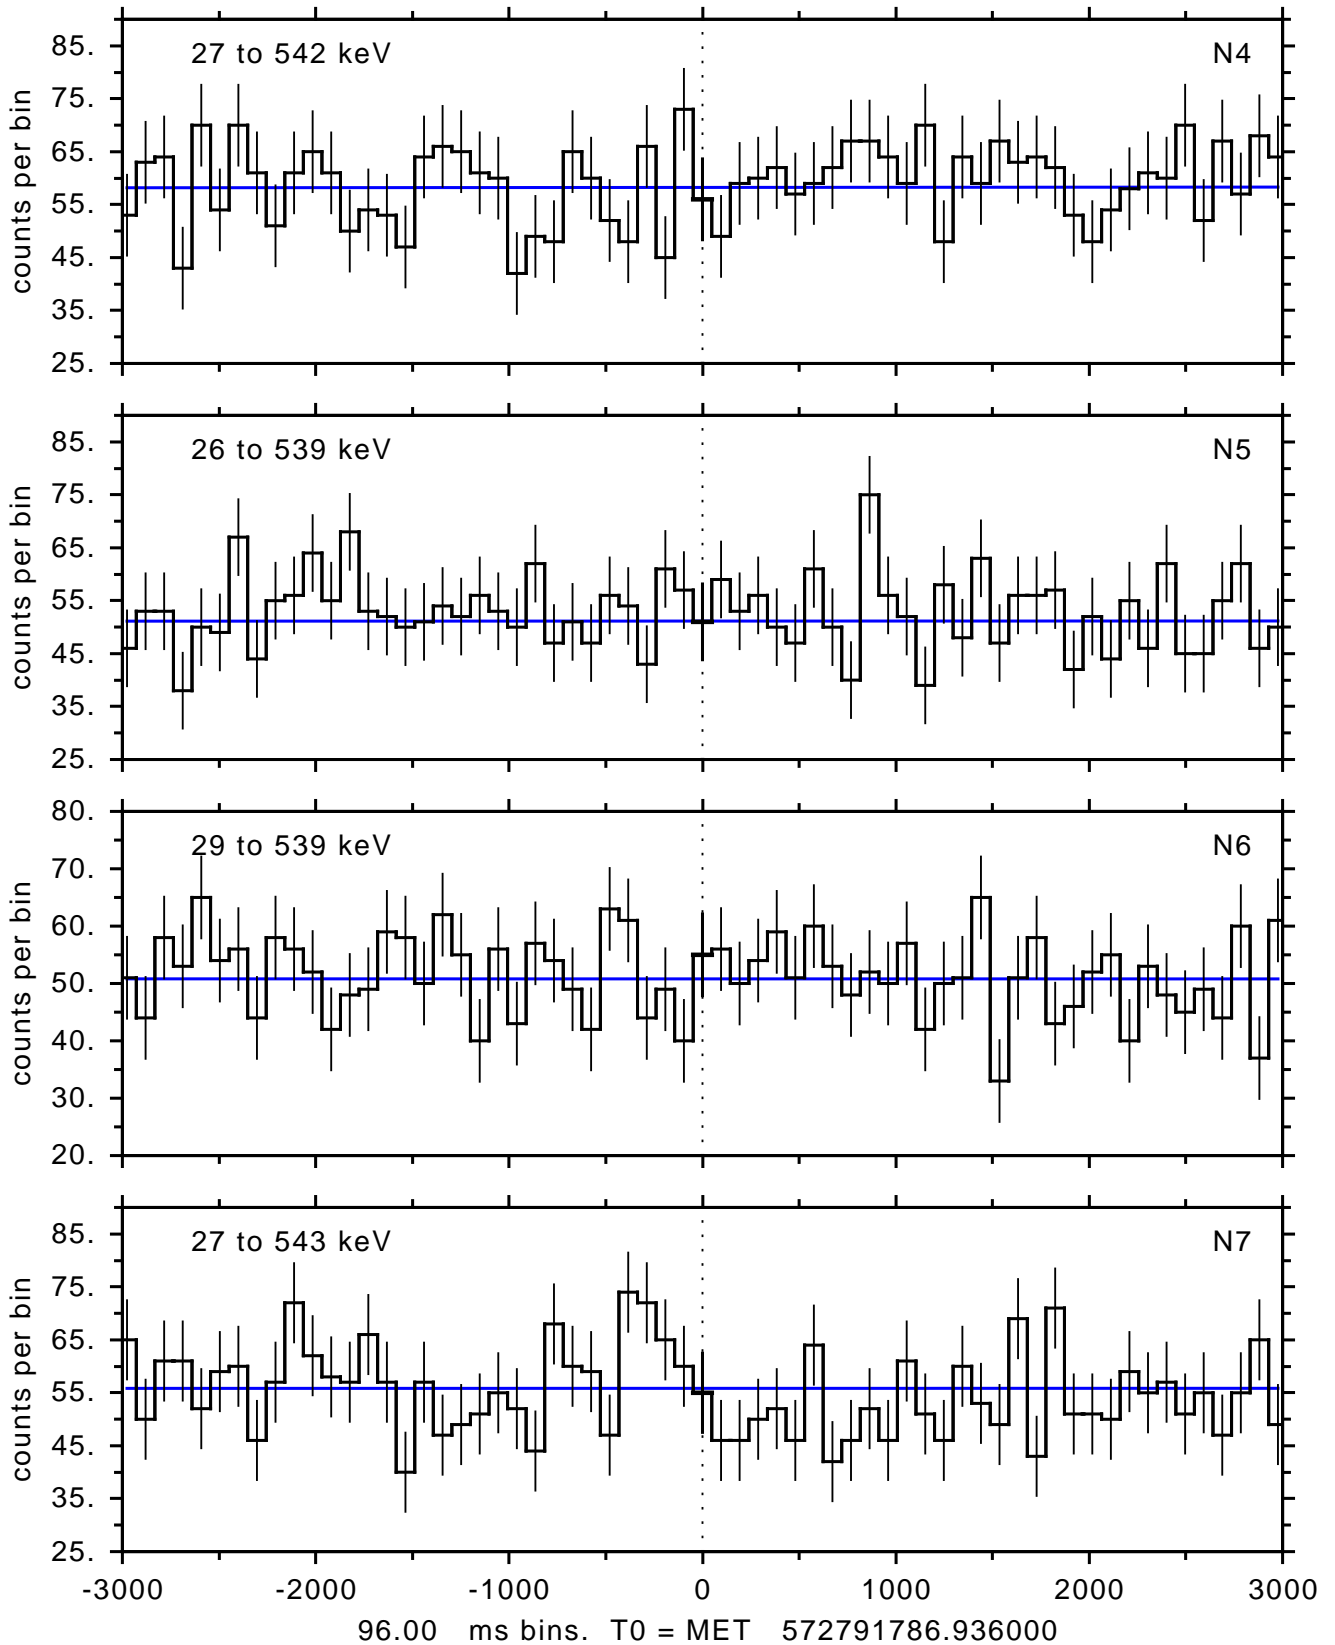 27 to 542 keV N4
85.
75.
65.
55.
45.
35.
25.
counts per bin
26 to 539 keV N5
85.
75.
65.
55.
45.
35.
25.
counts per bin
29 to 539 keV N6
80.
70.
60.
50.
40.
30.
20.
counts per bin
27 to 543 keV N7
85.
75.
65.
55.
45.
35.
25.
counts per bin
-3000 -2000 -1000 0 1000 2000 3000
96.00 ms bins. T0 = MET 572791786.936000